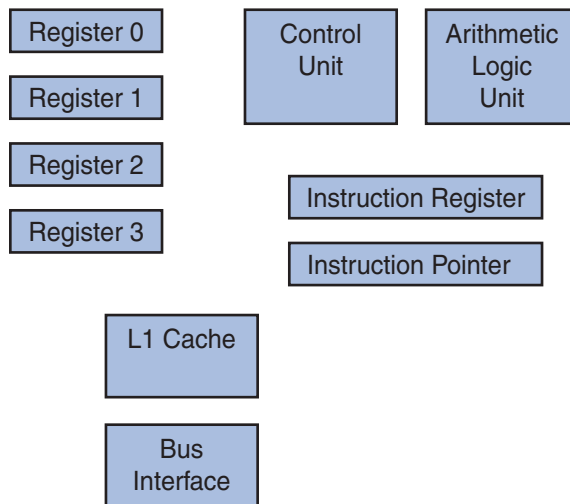 Register 0
Register 1
Register 2
Register 3
Control
Unit
Arithmetic
Logic
Unit
Instruction Register
Instruction Pointer
L1 Cache
Bus
Interface